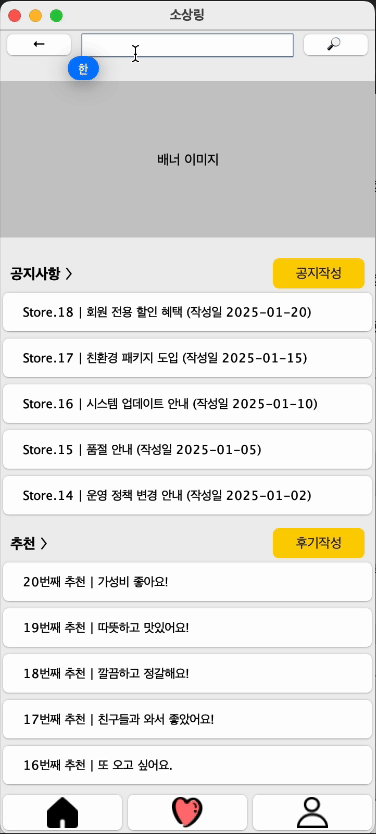 소상링
←
한
배너 이미지
공지사항 >
공지작성
Store.18 | 회원 전용 할인 혜택 (작성일 2025-01-20)
Store.17 | 친환경 패키지 도입 (작성일 2025-01-15)
Store.16 | 시스템 업데이트 안내 (작성일 2025-01-10)
Store.15 | 품절 안내 (작성일 2025-01-05)
Store.14 | 운영 정책 변경 안내 (작성일 2025-01-02)
추천 >
후기작성
20번째 추천 | 가성비 좋아요!
19번째 추천 | 따뜻하고 맛있어요!
18번째 추천 | 깔끔하고 정갈해요!
17번째 추천 | 친구들과 와서 좋았어요!
16번째 추천 | 또 오고 싶어요.